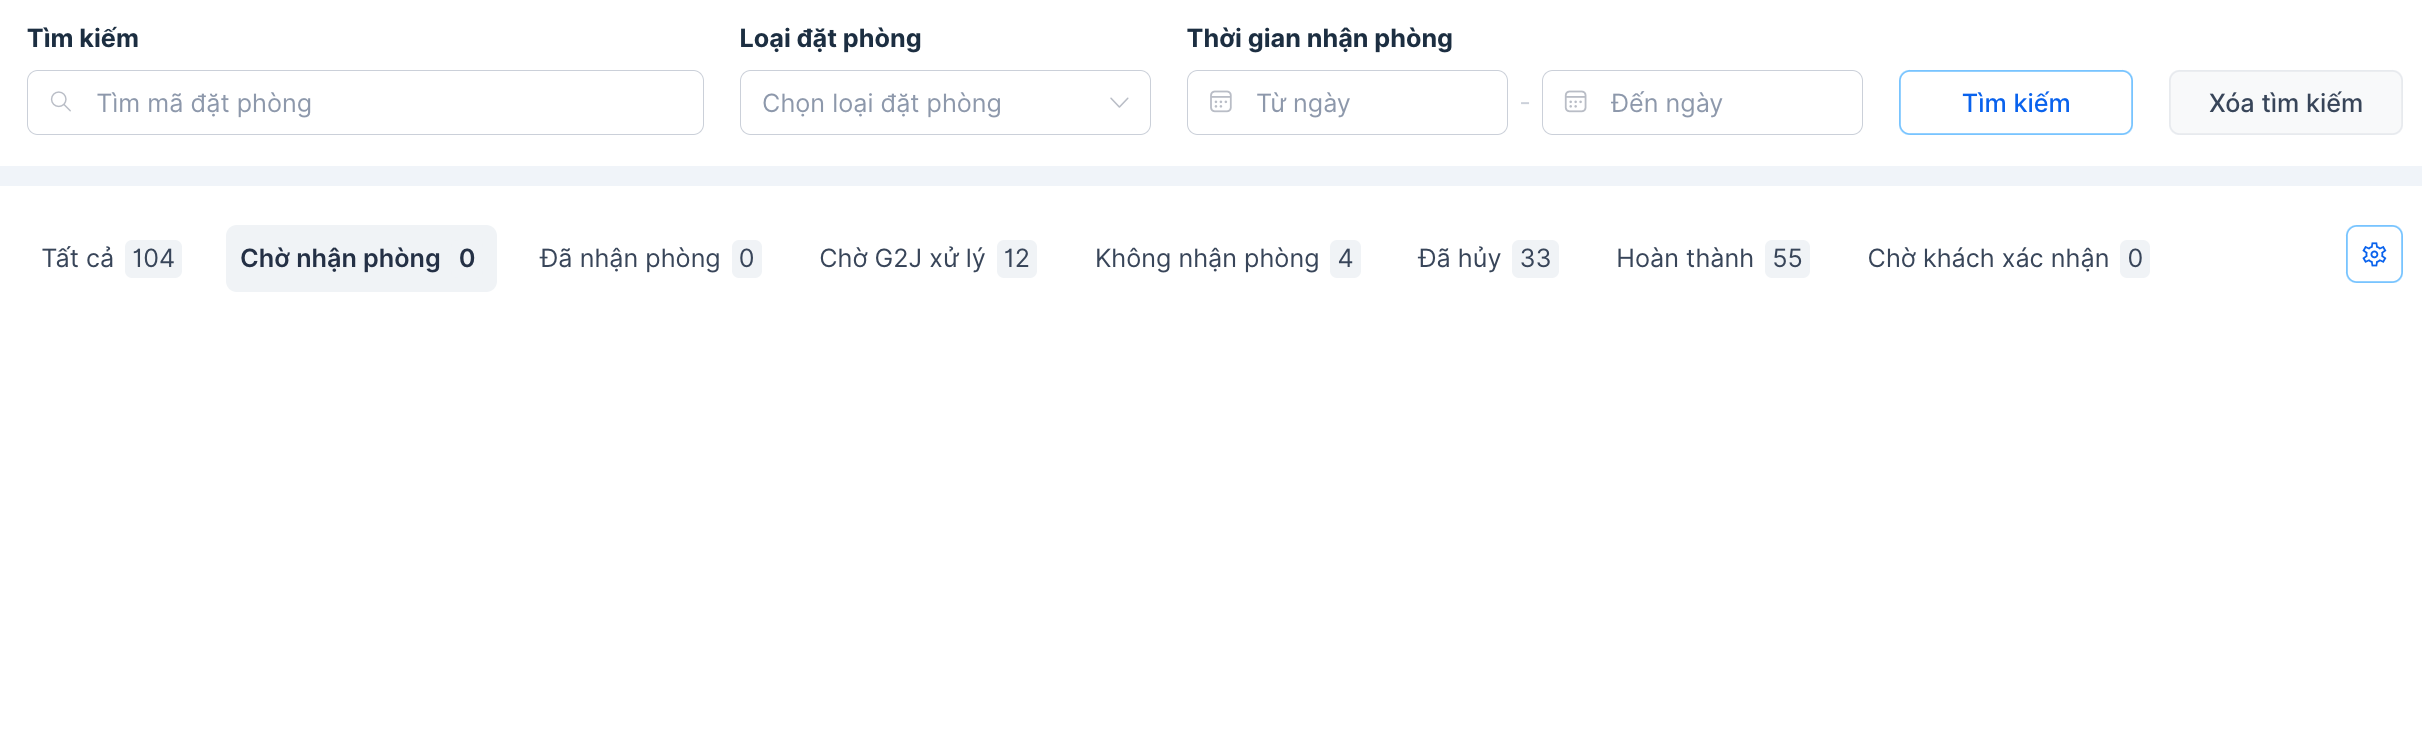 Tìm kiếm Loại đặt phòng Thời gian nhận phòng
Tìm mã đặt phòng Chọn loại đặt phòng Từ ngày - Đến ngày Tìm kiếm Xóa tìm kiếm
Tất cả 104 Chờ nhận phòng 0 Đã nhận phòng 0 Chờ G2J xử lý 12 Không nhận phòng 4 Đã hủy 33 Hoàn thành 55 Chờ khách xác nhận 0